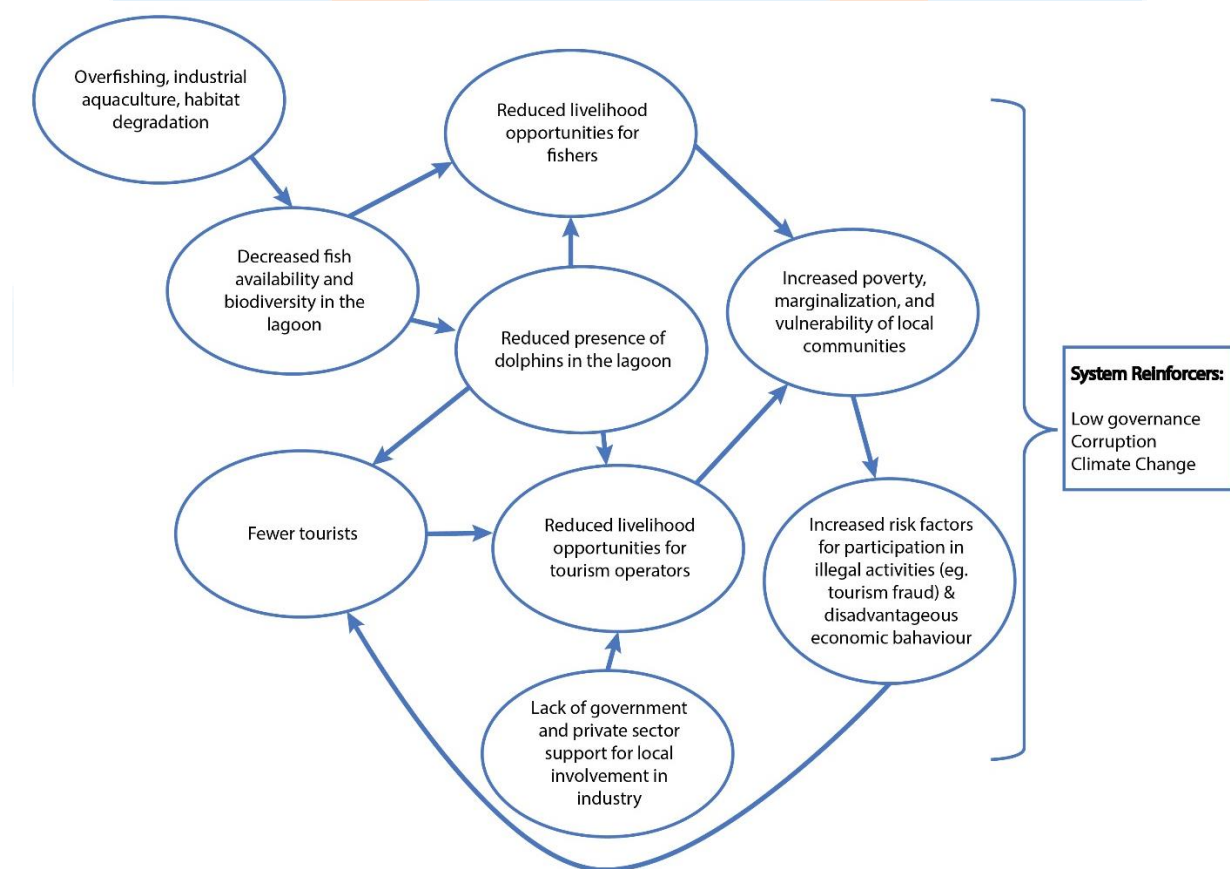 Overfishing, industrial
aquaculture, habitat
degradation
Reduced livelihood
opportunities for
fishers
Decreased fish
availability and
biodiversity in the
lagoon
Reduced presence of
dolphins in the lagoon
Increased poverty,
marginalization, and
vulnerability of local
communities
System Reinforcers:
Low governance
Corruption
Climate Change
Fewer tourists
Reduced livelihood
opportunities for
tourism operators
Increased risk factors
for participation in
illegal activities (eg.
tourism fraud) &
disadvantageous
economic bahaviour
Lack of government
and private sector
support for local
involvement in
industry